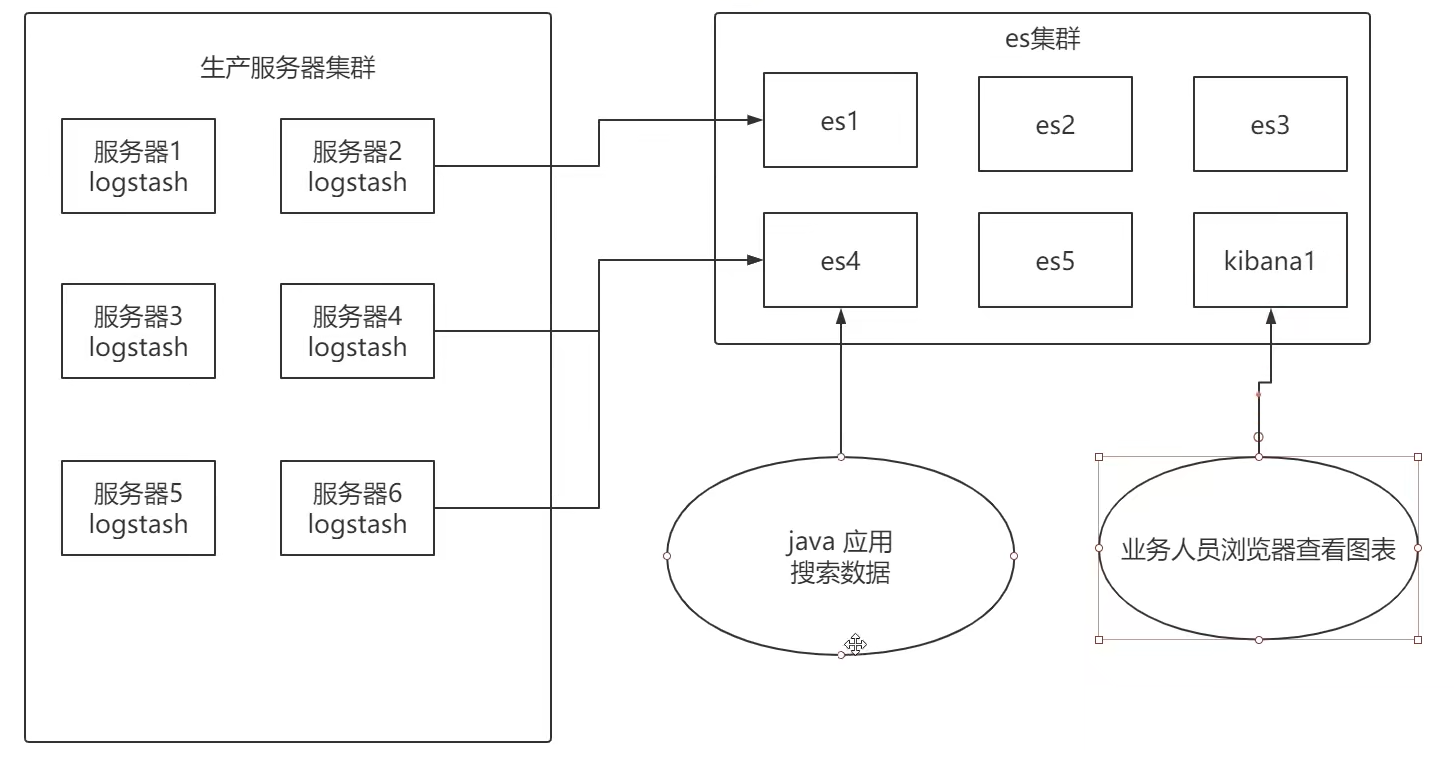 生产服务器集群
服务器1
logstash
服务器2
logstash
服务器3
logstash
服务器4
logstash
服务器5
logstash
服务器6
logstash
es集群
es1
es2
es3
es4
es5
kibana1
java 应用
搜索数据
业务人员浏览器查看图表